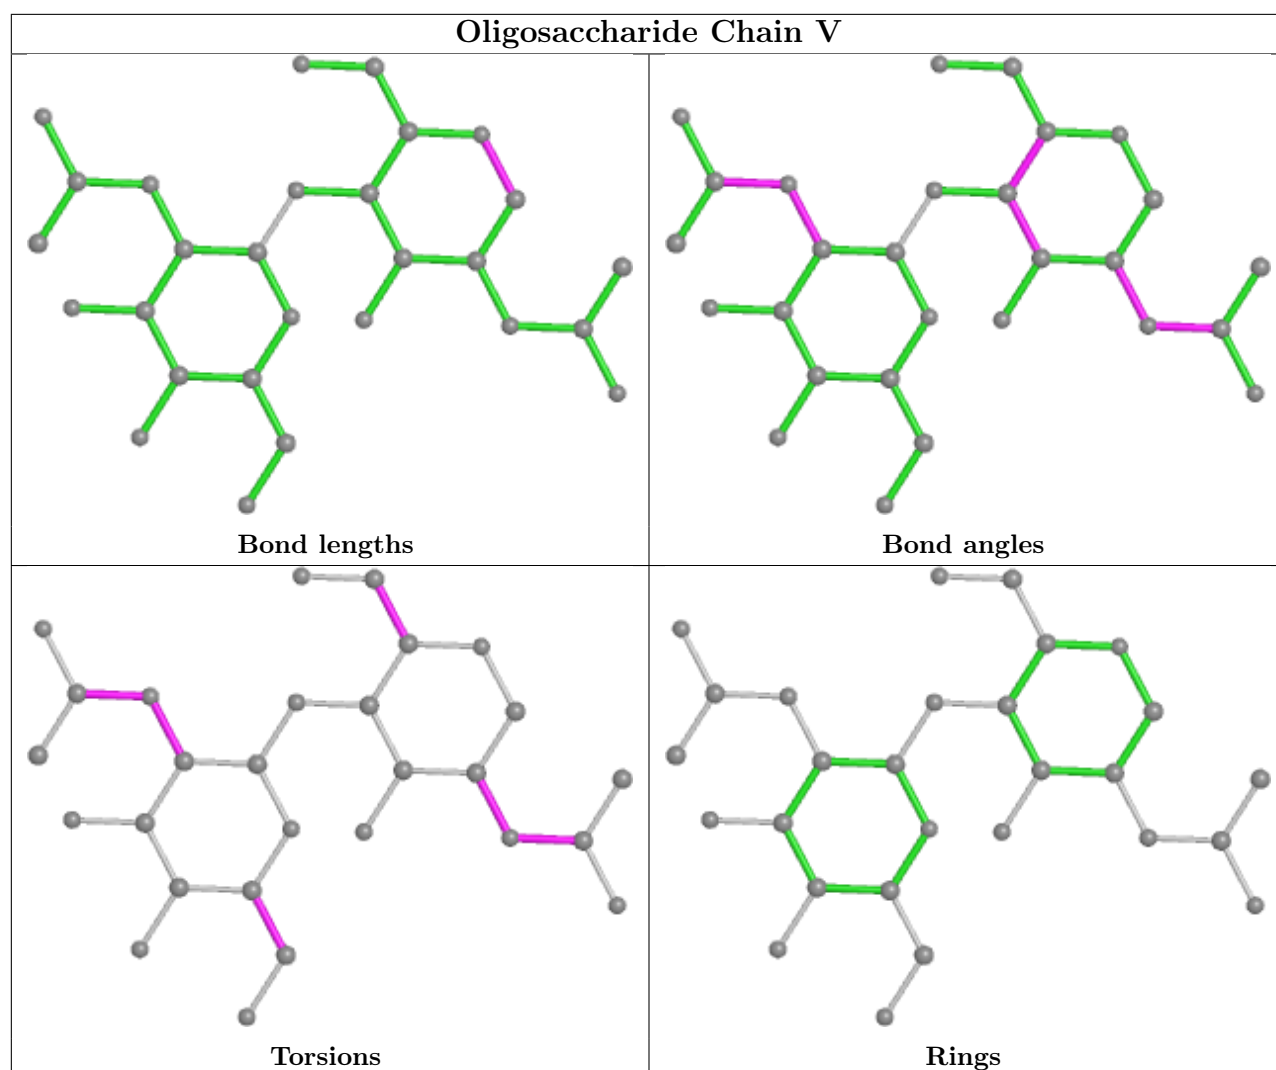 Oligosaccharide Chain V
Bond lengths
Bond angles
Torsions
Rings